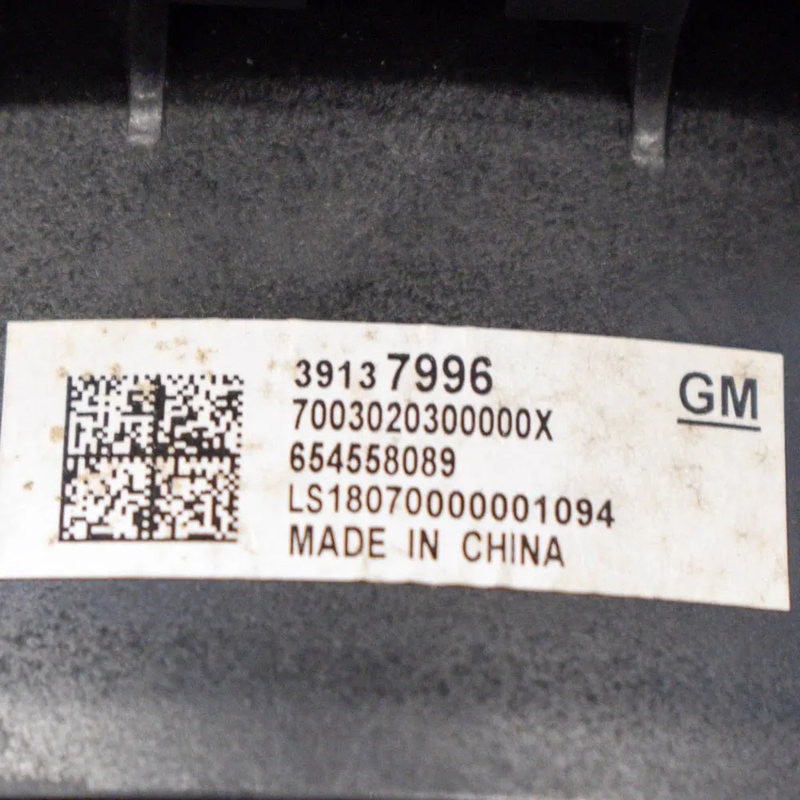 39137996
GM
7003020300000X
654558089
LS18070000001094
MADE IN CHINA